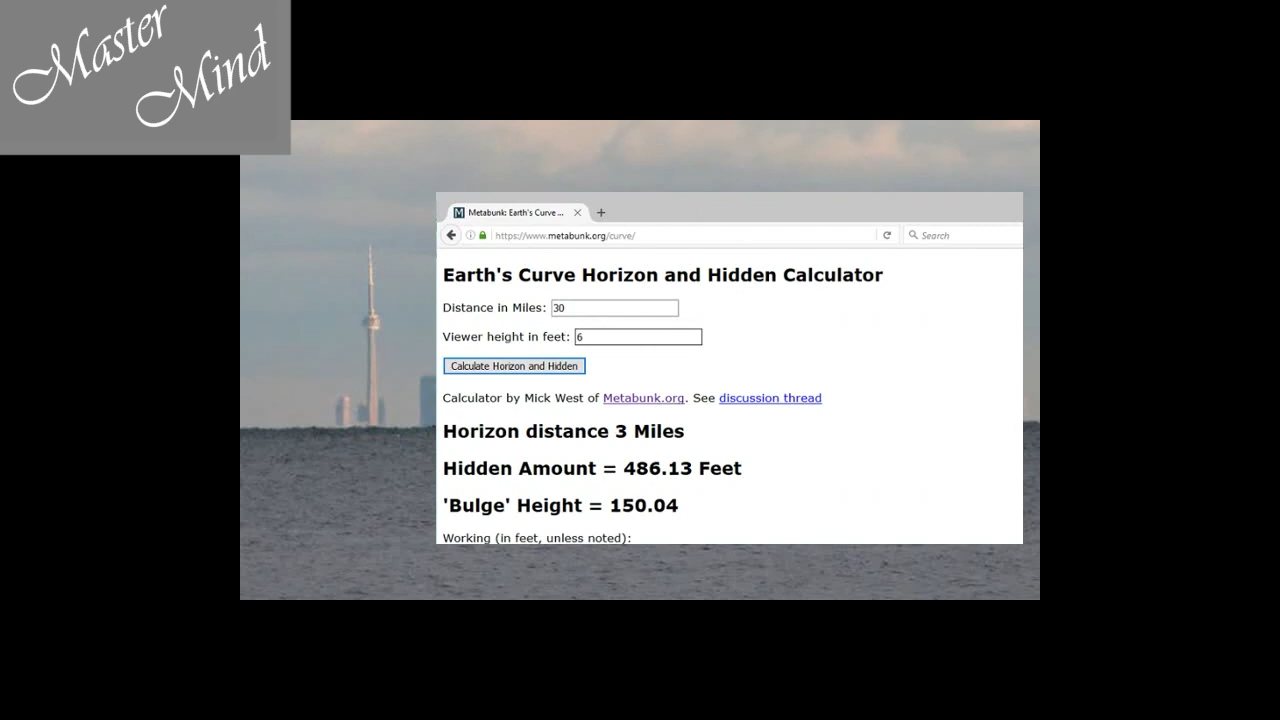 Master
Mind
Metabunk: Earth's Curve ...
https://www.metabunk.org/curve/
Search
Earth's Curve Horizon and Hidden Calculator
Distance in Miles: 30
Viewer height in feet: 6
Calculate Horizon and Hidden
Calculator by Mick West of Metabunk.org. See discussion thread
Horizon distance 3 Miles
Hidden Amount = 486.13 Feet
'Bulge' Height = 150.04
Working (in feet, unless noted):